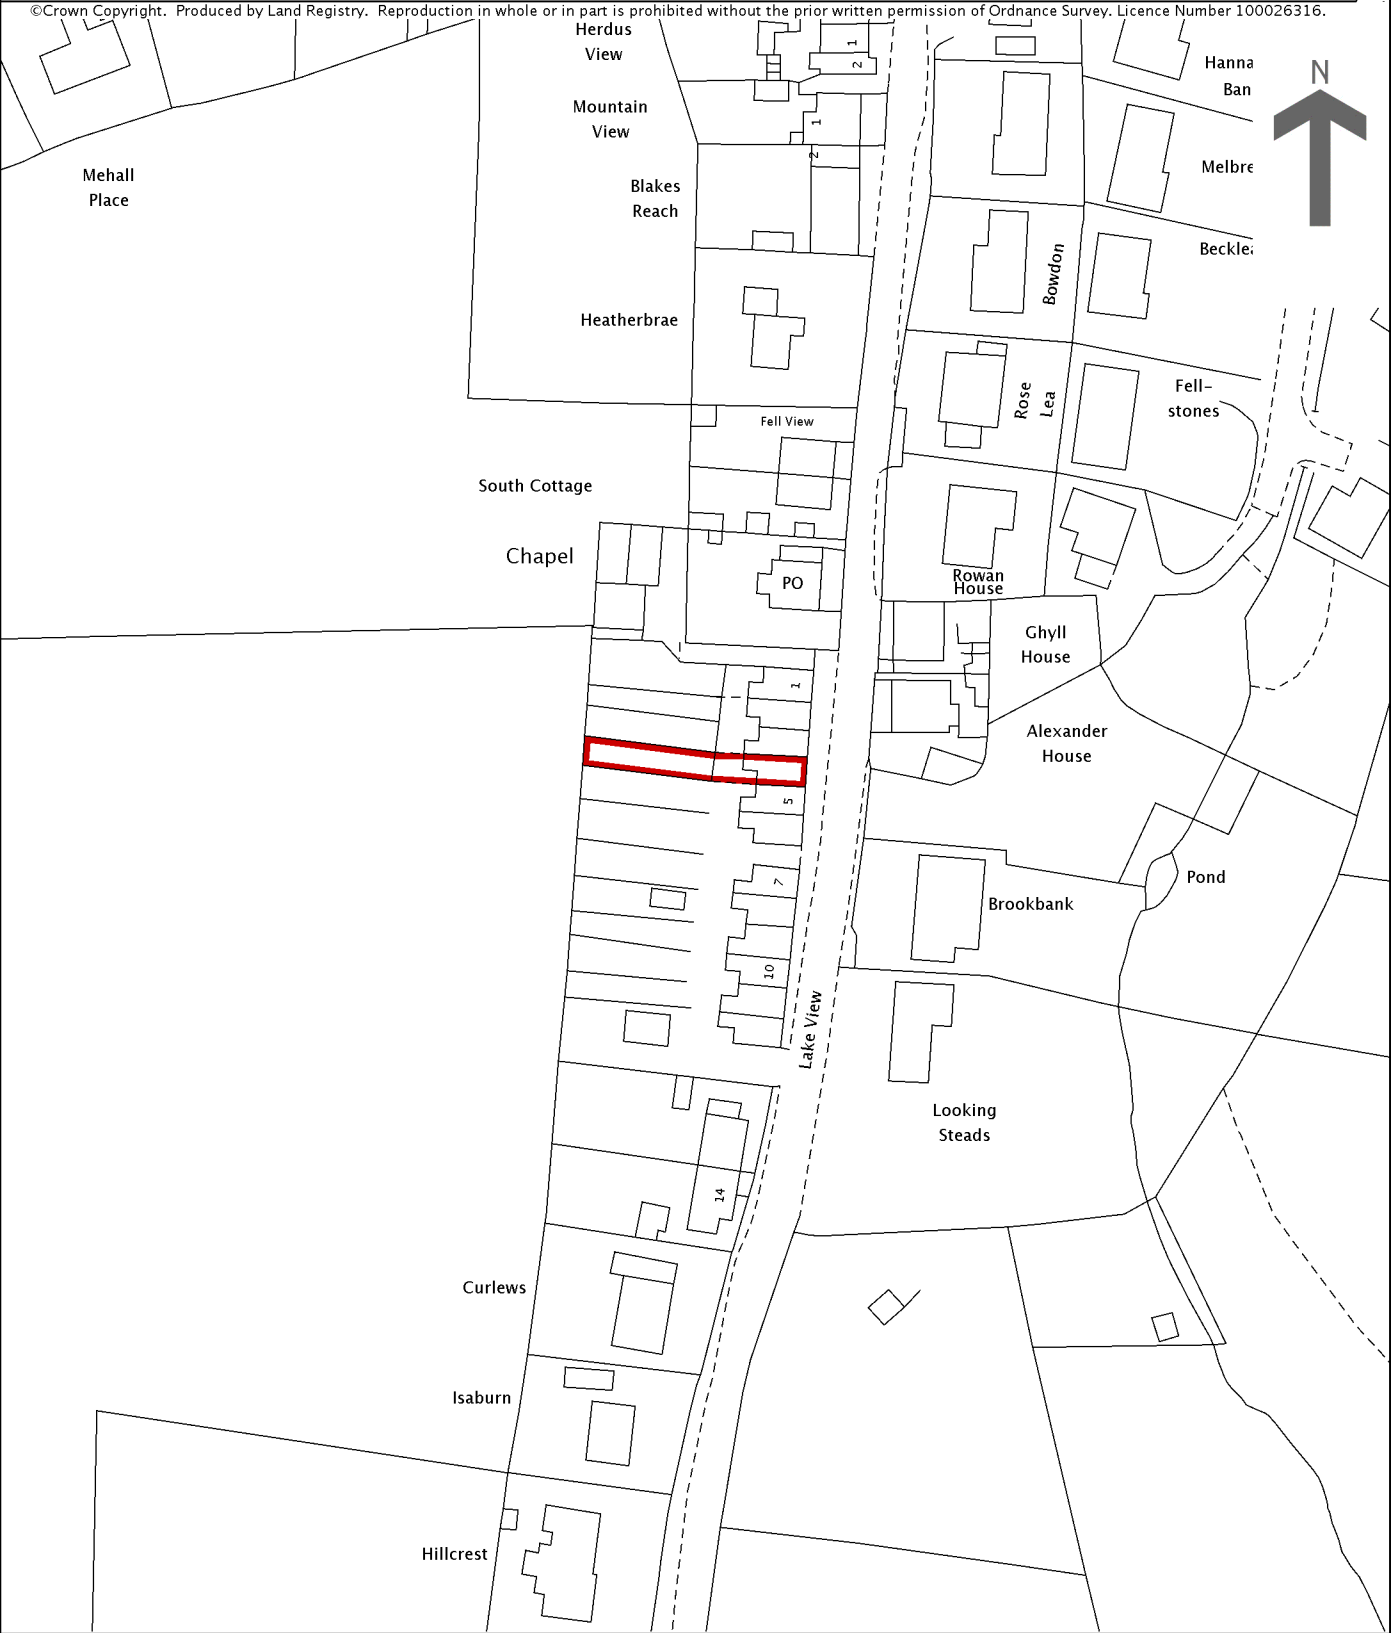 ©Crown Copyright. Produced by Land Registry. Reproduction in whole or in part is prohibited without the prior written permission of Ordnance Survey. Licence Number 100026316.
Herdus
View
1
2
Hanna
Ban
N
Mountain
View
1
2
Mehall
Place
Blakes
Reach
Melbre
Bowdon
Beckle
Heatherbrae
Rose
Lea
Fell-
stones
Fell View
South Cottage
Chapel
PO
Rowan
House
Ghyll
House
1
Alexander
House
5
7
Brookbank
Pond
10
Lake View
Looking
Steads
14
Curlews
Isaburn
Hillcrest